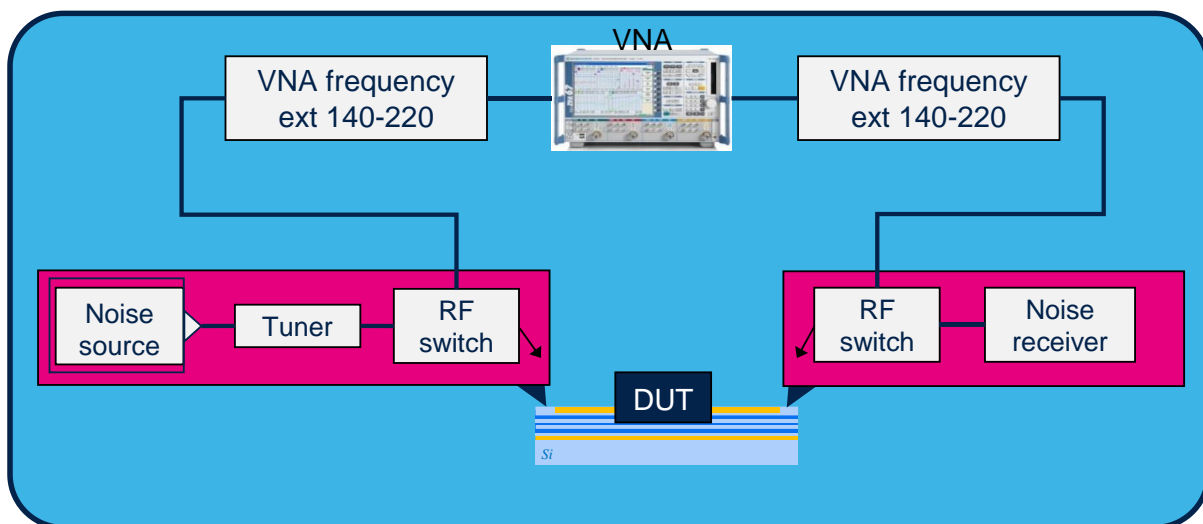 VNA
VNA frequency
ext 140-220
VNA frequency
ext 140-220
Noise
source
Tuner
RF
switch
RF
switch
Noise
receiver
DUT
Si